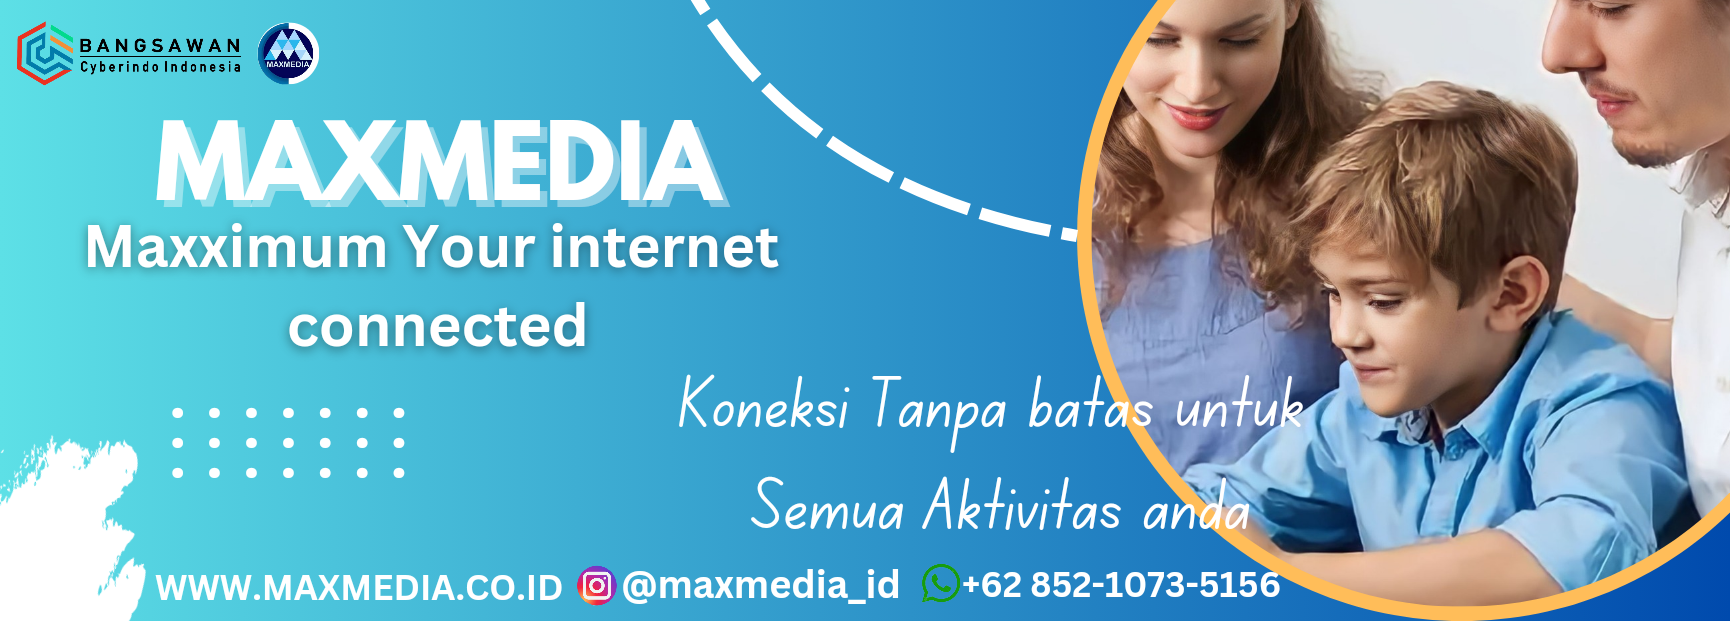 BANGSAWAN
Cyberindo Indonesia
MAXMEDIA
MAXMEDIA
Maxximum Your internet
connected
Koneksi Tanpa batas untuk
Semua Aktivitas anda
WWW.MAXMEDIA.CO.ID @maxmedia_id +62 852-1073-5156